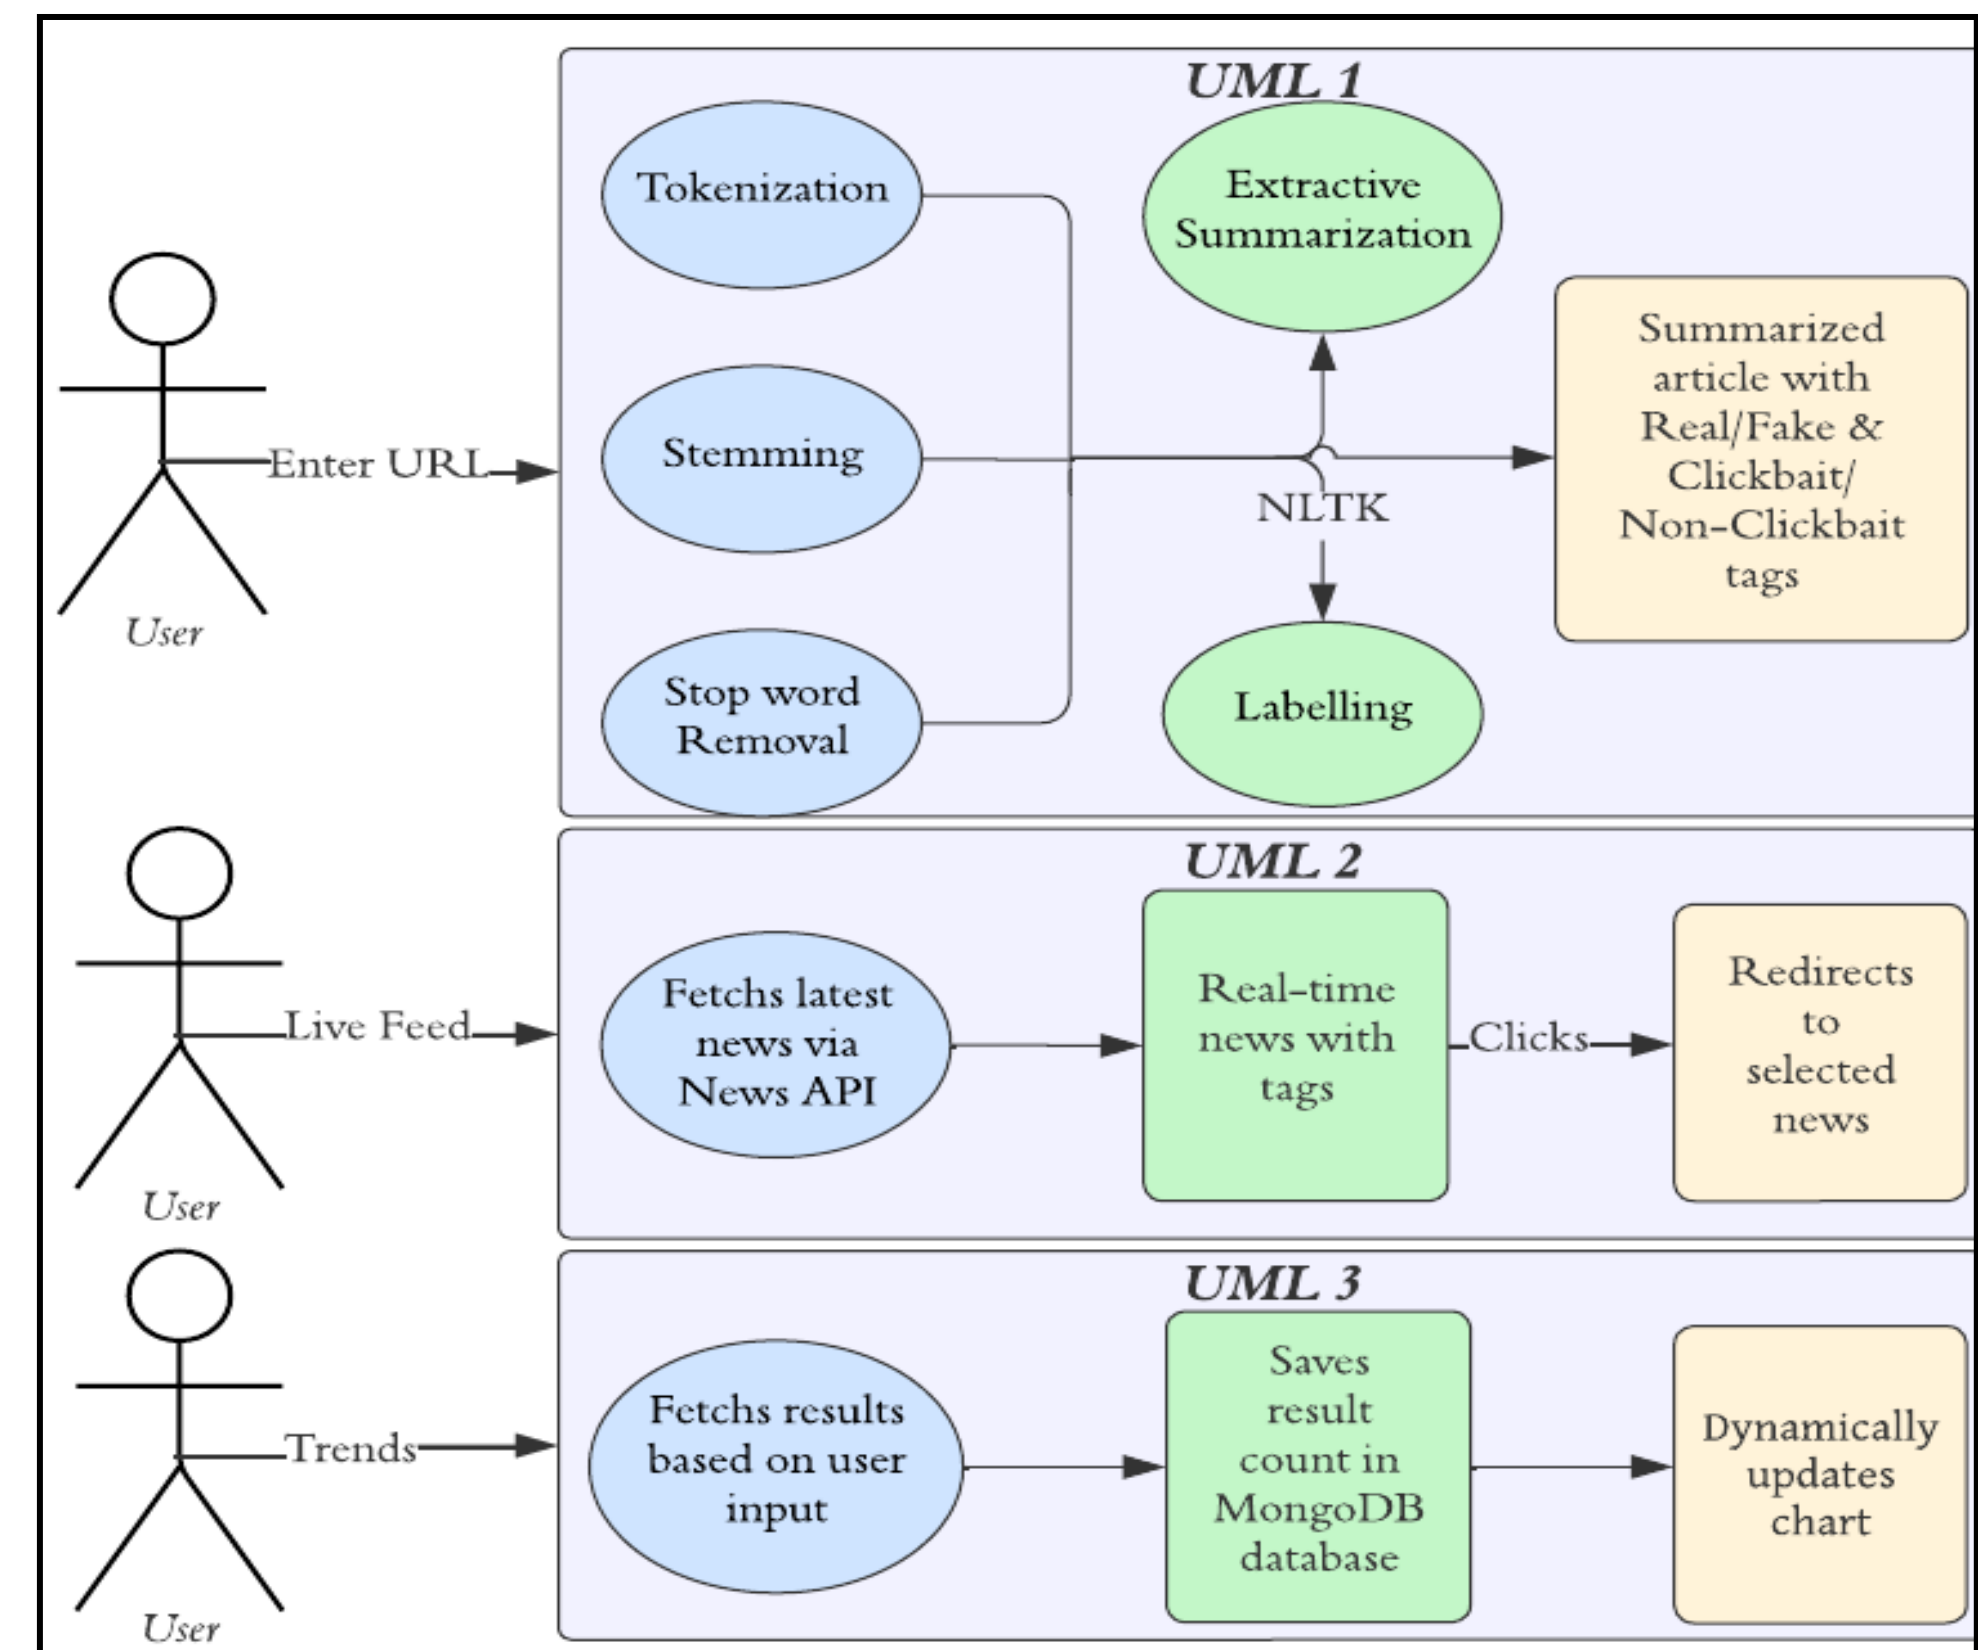 UML 1
Tokenization
Extractive
Summarization
Summarized
article with
Real/Fake &
Clickbait/
Non-Clickbait
tags
Enter URL
Stemming
NLTK
User
Stop word
Removal
Labelling
UML 2
Fetchs latest
news via
News API
Real-time
news with
tags
Redirects
to
selected
news
Live Feed
Clicks
User
UML 3
Fetchs results
based on user
input
Saves
result
count in
MongoDB
database
Dynamically
updates
chart
Trends
User